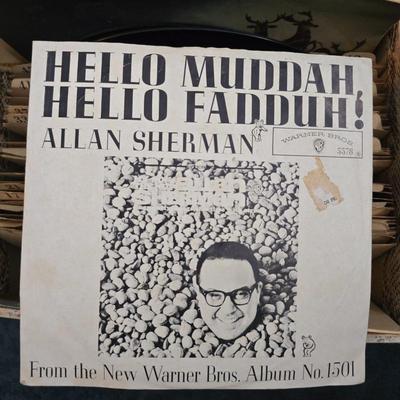 HELLO MUDDAH,
HELLO FADDUH!
ALLAN SHERMAN
WARNER BROS.
5378
From the New Warner Bros. Album No. 1501